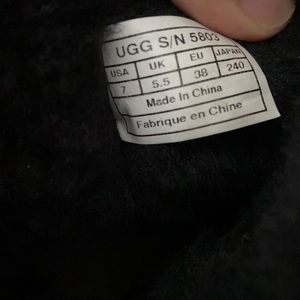 UGG S/N 5803
USA UK EU JAPAN
7 5.5 38 240
Made In China
Fabrique en Chine